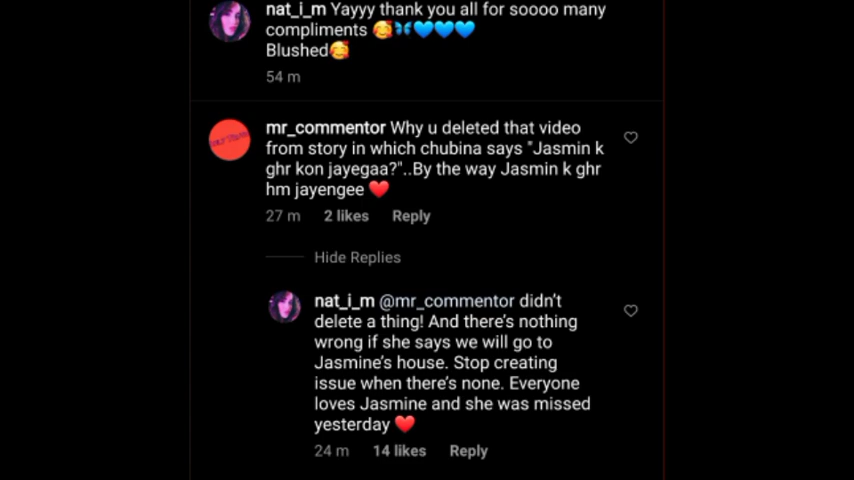 nat_i_m Yayyy thank you all for soooo many
compliments 🥰🦋💙💙💙
Blushed🥰
54 m
mr_commentor Why u deleted that video
from story in which chubina says "Jasmin k
ghr kon jayegaa?"..By the way Jasmin k ghr
hm jayengee ❤️
27 m 2 likes Reply
Hide Replies
nat_i_m @mr_commentor didn't
delete a thing! And there's nothing
wrong if she says we will go to
Jasmine's house. Stop creating
issue when there's none. Everyone
loves Jasmine and she was missed
yesterday ❤️
24 m 14 likes Reply